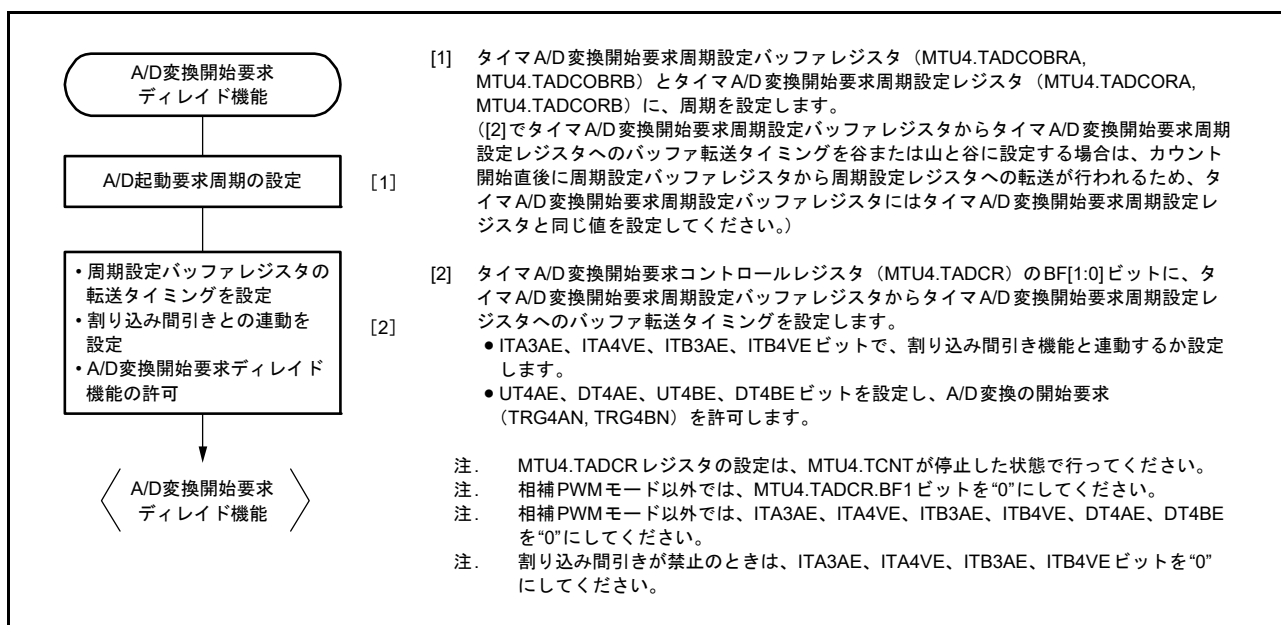 A/D変換開始要求
ディレイド機能
A/D起動要求周期の設定
[1]
• 周期設定バッファレジスタの
転送タイミングを設定
• 割り込み間引きとの連動を
設定
• A/D変換開始要求ディレイド
機能の許可
[2]
A/D変換開始要求
ディレイド機能
[1] タイマA/D変換開始要求周期設定バッファレジスタ（MTU4.TADCOBRA,
MTU4.TADCOBRB）とタイマA/D変換開始要求周期設定レジスタ（MTU4.TADCORA,
MTU4.TADCORB）に、周期を設定します。
（[2]でタイマA/D変換開始要求周期設定バッファレジスタからタイマA/D変換開始要求周期
設定レジスタへのバッファ転送タイミングを谷または山と谷に設定する場合は、カウント
開始直後に周期設定バッファレジスタから周期設定レジスタへの転送が行われるため、タ
イマA/D変換開始要求周期設定バッファレジスタにはタイマA/D変換開始要求周期設定レ
ジスタと同じ値を設定してください。）
[2] タイマA/D変換開始要求コントロールレジスタ（MTU4.TADCR）のBF[1:0]ビットに、タ
イマA/D変換開始要求周期設定バッファレジスタからタイマA/D変換開始要求周期設定レ
ジスタへのバッファ転送タイミングを設定します。
● ITA3AE、ITA4VE、ITB3AE、ITB4VEビットで、割り込み間引き機能と連動するか設定
します。
● UT4AE、DT4AE、UT4BE、DT4BEビットを設定し、A/D変換の開始要求
（TRG4AN, TRG4BN）を許可します。
注. MTU4.TADCRレジスタの設定は、MTU4.TCNTが停止した状態で行ってください。
注. 相補PWMモード以外では、MTU4.TADCR.BF1ビットを“0”にしてください。
注. 相補PWMモード以外では、ITA3AE、ITA4VE、ITB3AE、ITB4VE、DT4AE、DT4BE
を“0”にしてください。
注. 割り込み間引きが禁止のときは、ITA3AE、ITA4VE、ITB3AE、ITB4VEビットを“0”
にしてください。